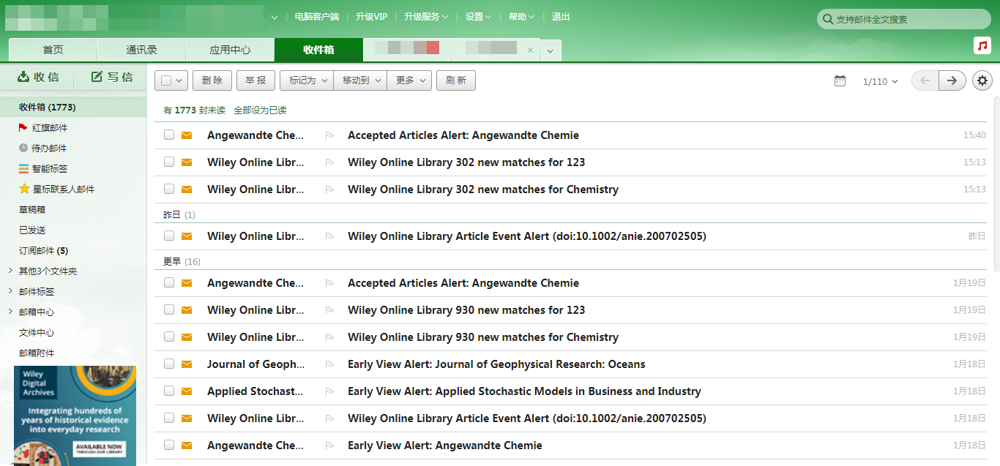 电脑客户端 升级VIP 升级服务 设置 帮助 退出
支持邮件全文搜索
首页 通讯录 应用中心 收件箱
收信 写信
删除 举报 标记为 移动到 更多 刷新 1/110
收件箱 (1773)
红旗邮件
待办邮件
智能标签
星标联系人邮件
草稿箱
已发送
订阅邮件 (5)
其他3个文件夹
邮件标签
邮箱中心
文件中心
邮箱附件
Wiley
Digital
Archives
Integrating hundreds of
years of historical evidence
into everyday research
AVAILABLE NOW
THROUGH OUR LIBRARY
有 1773 封未读 全部设为已读
Angewandte Che... Accepted Articles Alert: Angewandte Chemie 15:40
Wiley Online Libr... Wiley Online Library 302 new matches for 123 15:13
Wiley Online Libr... Wiley Online Library 302 new matches for Chemistry 15:13
昨日 (1)
Wiley Online Libr... Wiley Online Library Article Event Alert (doi:10.1002/anie.200702505) 昨日
更早 (16)
Angewandte Che... Accepted Articles Alert: Angewandte Chemie 1月19日
Wiley Online Libr... Wiley Online Library 930 new matches for 123 1月19日
Wiley Online Libr... Wiley Online Library 930 new matches for Chemistry 1月19日
Journal of Geoph... Early View Alert: Journal of Geophysical Research: Oceans 1月18日
Applied Stochast... Early View Alert: Applied Stochastic Models in Business and Industry 1月18日
Wiley Online Libr... Wiley Online Library Article Event Alert (doi:10.1002/anie.200702505) 1月18日
Angewandte Che... Early View Alert: Angewandte Chemie 1月18日